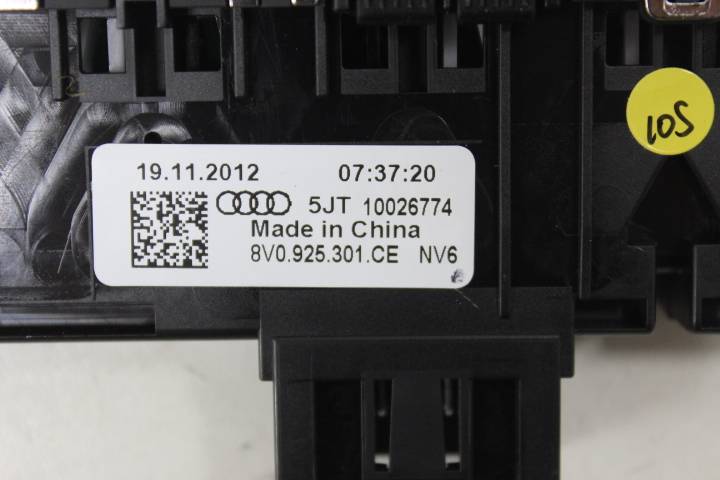 19.11.2012 07:37:20
5JT 10026774
Made in China
8V0.925.301.CE NV6
105